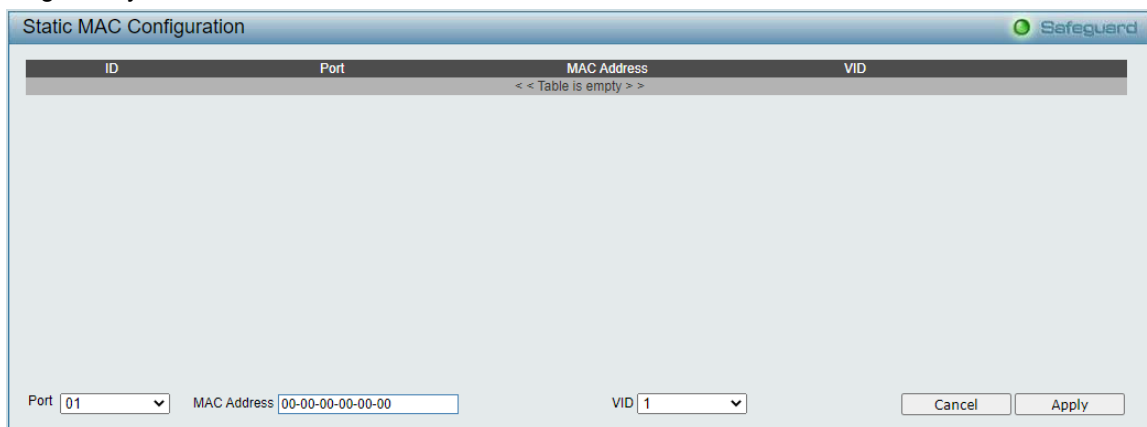 Static MAC Configuration Safeguard
ID Port MAC Address VID
< < Table is empty > >
Port 01 MAC Address 00-00-00-00-00-00 VID 1 Cancel Apply